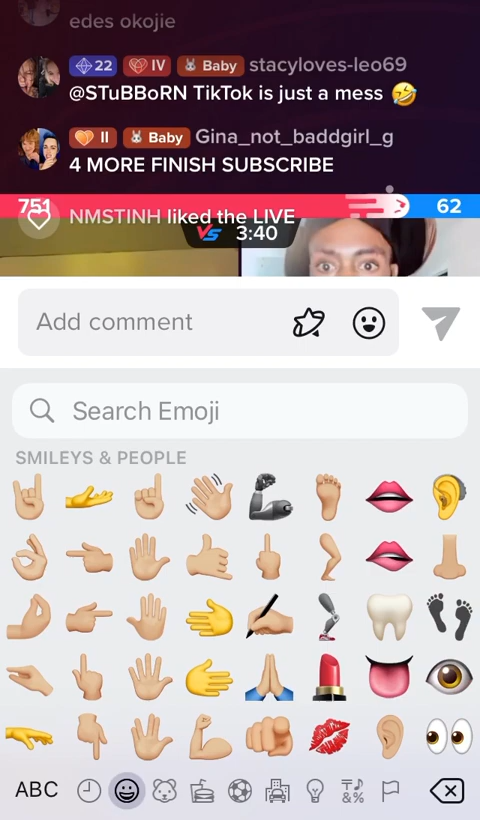 edes okojie
22 IV Baby stacyloves-leo69
@STuBBoRN TikTok is just a mess
II Baby Gina_not_baddgirl_g
4 MORE FINISH SUBSCRIBE
751 62
NMSTINH liked the LIVE
VS 3:40
Add comment
Search Emoji
SMILEYS & PEOPLE
ABC